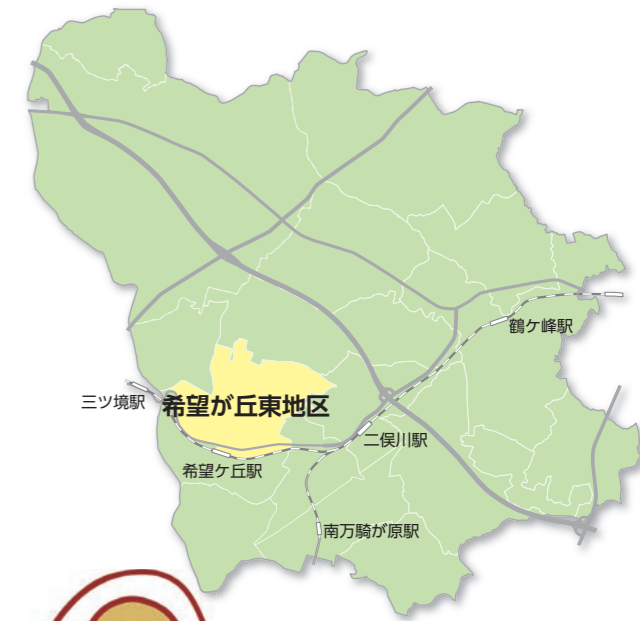 鶴ケ峰駅
三ツ境駅
希望が丘東地区
二俣川駅
希望ケ丘駅
南万騎が原駅